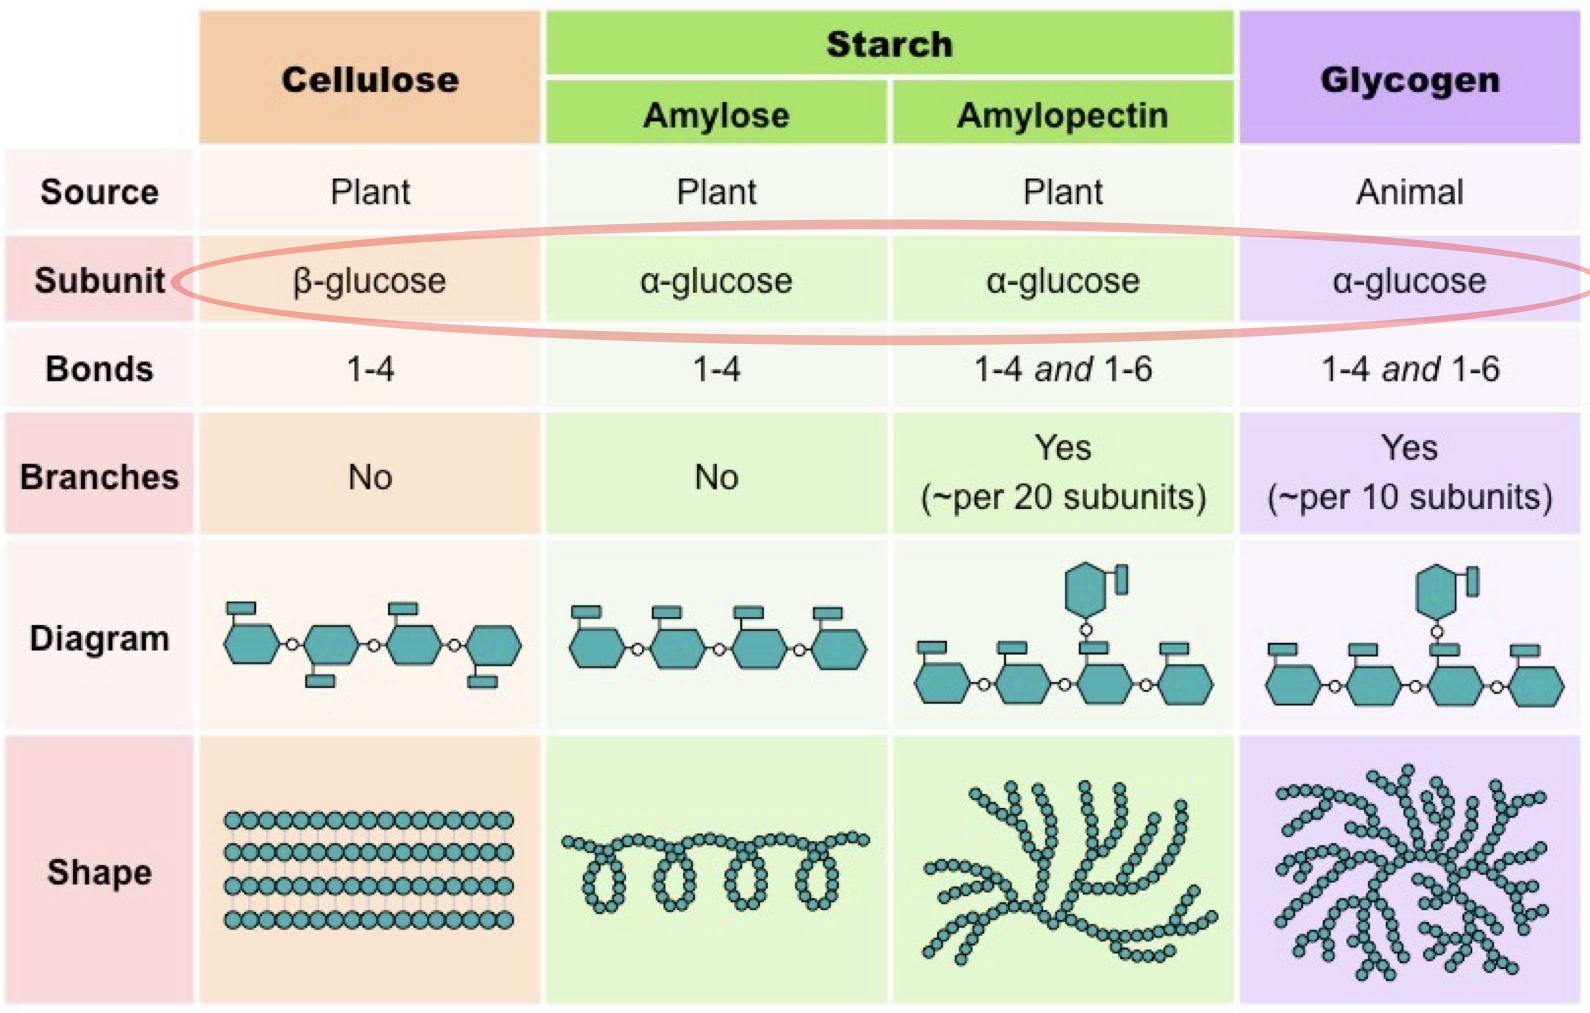 Cellulose
Starch
Glycogen
Amylose
Amylopectin
Source
Plant
Plant
Plant
Animal
Subunit
β-glucose
α-glucose
α-glucose
α-glucose
Bonds
1-4
1-4
1-4 and 1-6
1-4 and 1-6
Branches
No
No
Yes
(~per 20 subunits)
Yes
(~per 10 subunits)
Diagram
Shape